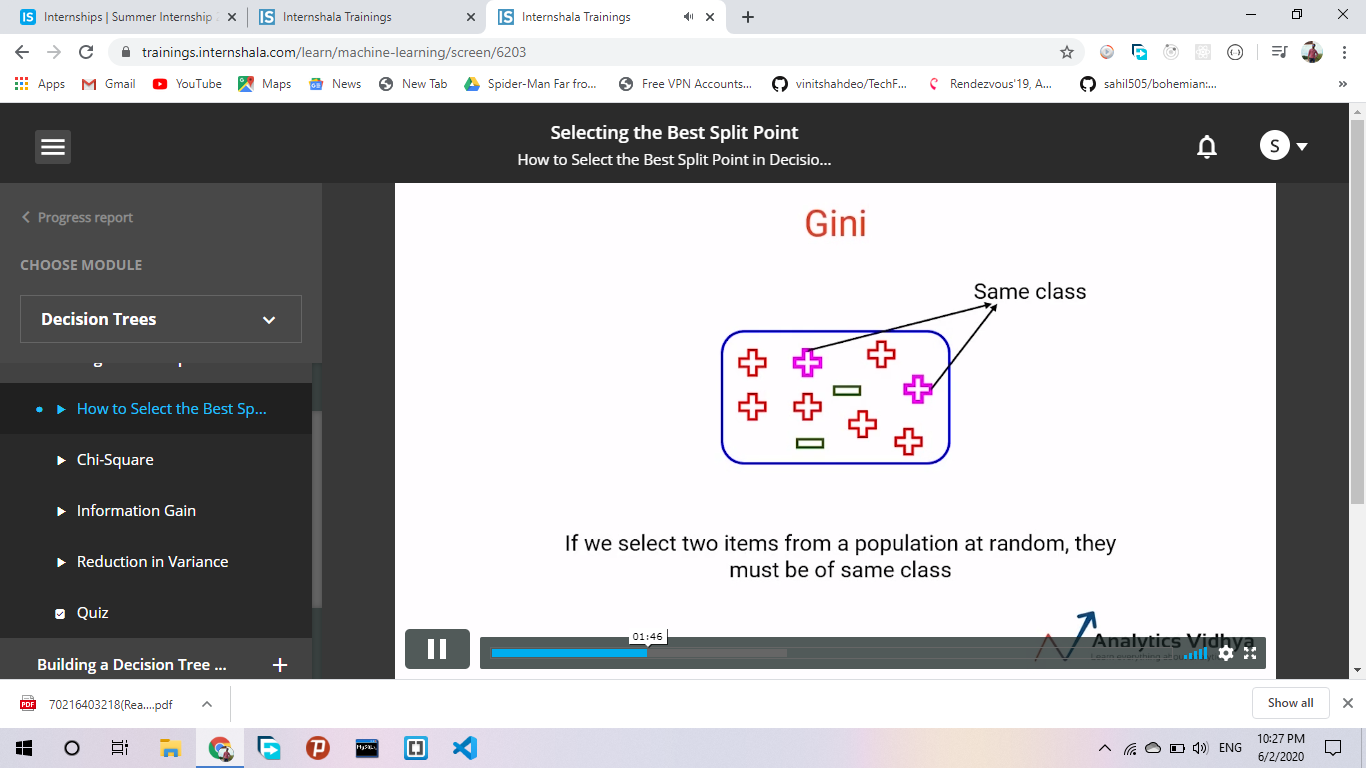 Internships | Summer Internship
Internshala Trainings
Internshala Trainings
trainings.internshala.com/learn/machine-learning/screen/6203
Apps
Gmail
YouTube
Maps
News
New Tab
Spider-Man Far fro...
Free VPN Accounts...
vinitshahdeo/TechF...
Rendezvous'19, A...
sahil505/bohemian:...
Selecting the Best Split Point
How to Select the Best Split Point in Decisio...
S
Progress report
CHOOSE MODULE
Decision Trees
How to Select the Best Sp...
Chi-Square
Information Gain
Reduction in Variance
Quiz
Building a Decision Tree ...
Gini
Same class
If we select two items from a population at random, they
must be of same class
Analytics Vidhya
01:46
70216403218(Rea....pdf
Show all
ENG
10:27 PM
6/2/2020